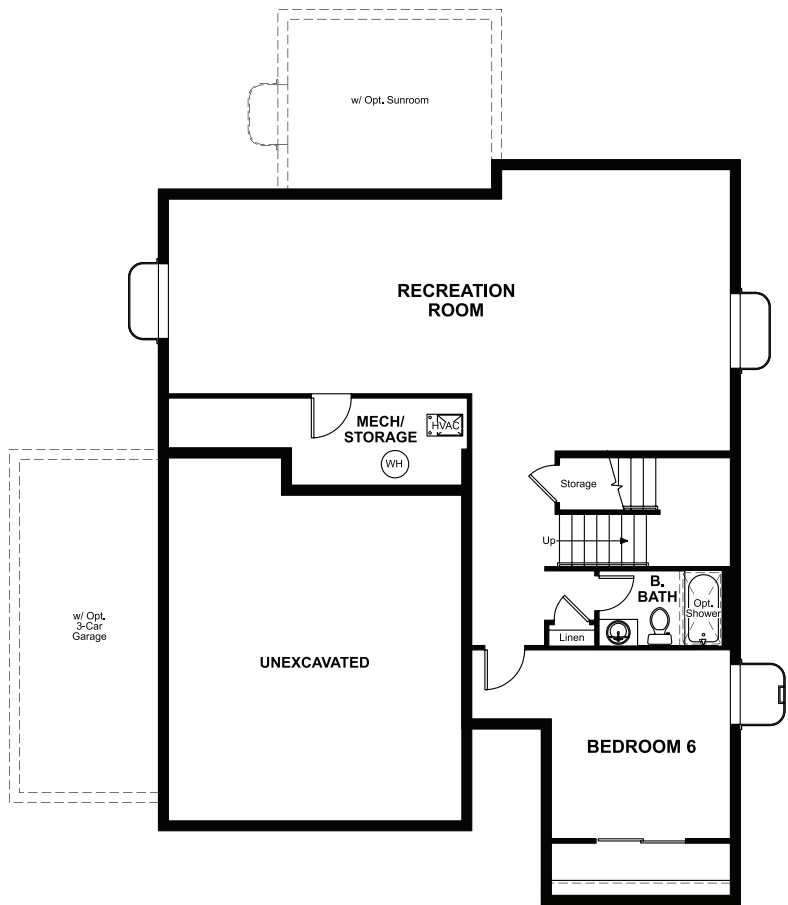 w/ Opt. Sunroom
RECREATION
ROOM
MECH/
STORAGE
HVAC
WH
Storage
Up
B.
BATH
Opt.
Shower
Linen
w/ Opt.
3-Car
Garage
UNEXCAVATED
BEDROOM 6